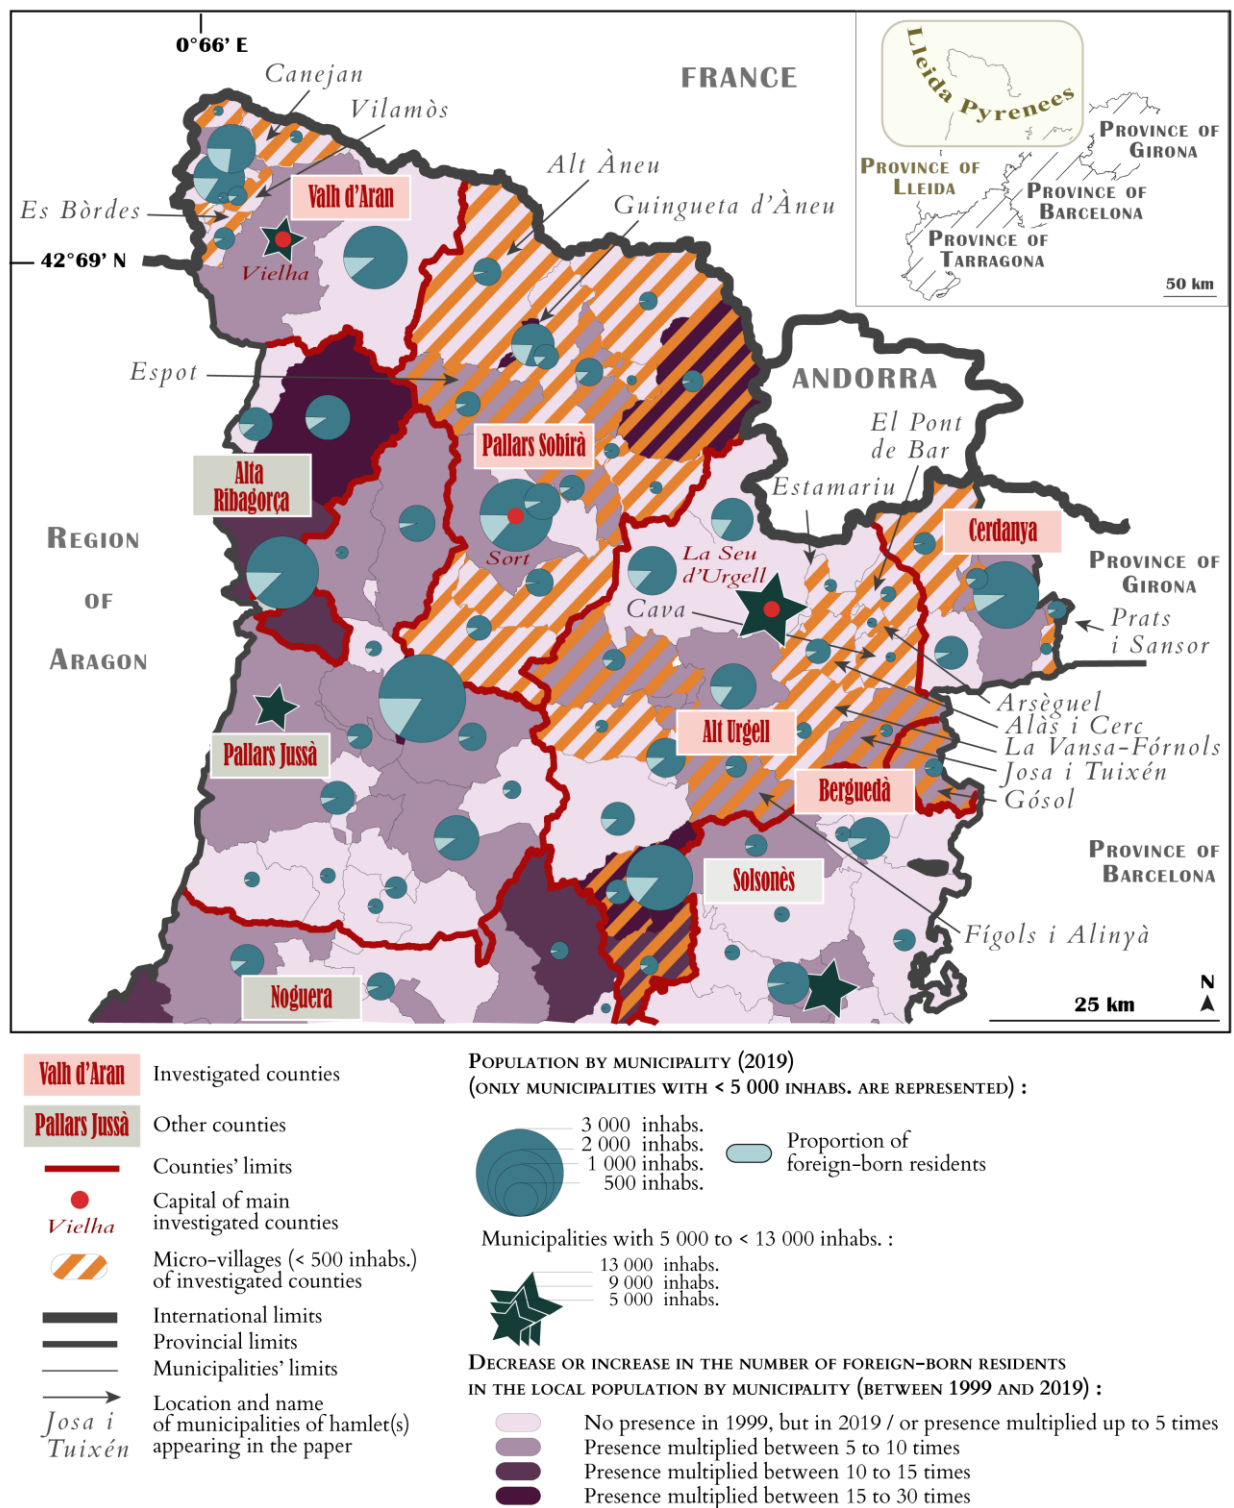 0°66' E
Canejan
Vilamòs
FRANCE
Lleida Pyrenees
PROVINCE OF
GIRONA
PROVINCE OF
LLEIDA
PROVINCE OF
BARCELONA
PROVINCE OF
TARRAGONA
50 km
Alt Àneu
Valh d'Aran
Guingueta d'Àneu
Es Bòrdes
42°69' N
Vielha
Espot
ANDORRA
El Pont
de Bar
Pallars Sobirà
Alta
Ribagorça
Estamariu
Cerdanya
REGION
OF
ARAGON
Sort
La Seu
d'Urgell
PROVINCE OF
GIRONA
Cava
Prats
i Sansor
Arsèguel
Alàs i Cerc
La Vansa-Fórnols
Josa i Tuixén
Gósol
Pallars Jussà
Alt Urgell
Berguedà
PROVINCE OF
BARCELONA
Solsonès
Fígols i Alinyà
Noguera
N
25 km
Valh d'Aran
Investigated counties
Pallars Jussà
Other counties
Counties' limits
Vielha
Capital of main
investigated counties
Micro-villages (< 500 inhabs.)
of investigated counties
International limits
Provincial limits
Municipalities' limits
Josa i
Tuixén
Location and name
of municipalities of hamlet(s)
appearing in the paper
POPULATION BY MUNICIPALITY (2019)
(ONLY MUNICIPALITIES WITH < 5 000 INHABS. ARE REPRESENTED) :
3 000 inhabs.
2 000 inhabs.
1 000 inhabs.
500 inhabs.
Proportion of
foreign-born residents
Municipalities with 5 000 to < 13 000 inhabs. :
13 000 inhabs.
9 000 inhabs.
5 000 inhabs.
DECREASE OR INCREASE IN THE NUMBER OF FOREIGN-BORN RESIDENTS
IN THE LOCAL POPULATION BY MUNICIPALITY (BETWEEN 1999 AND 2019) :
No presence in 1999, but in 2019 / or presence multiplied up to 5 times
Presence multiplied between 5 to 10 times
Presence multiplied between 10 to 15 times
Presence multiplied between 15 to 30 times